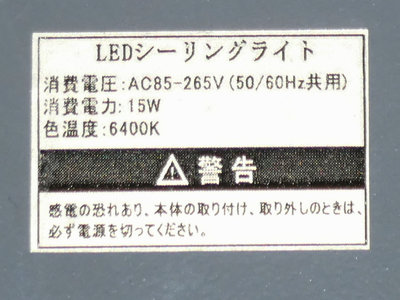 LEDシーリングライト
消費電圧:AC85-265V(50/60Hz共用)
消費電力:15W
色温度:6400K
警告
感電の恐れあり、本体の取り付け、取り外しのときは、
必ず電源を切ってください。